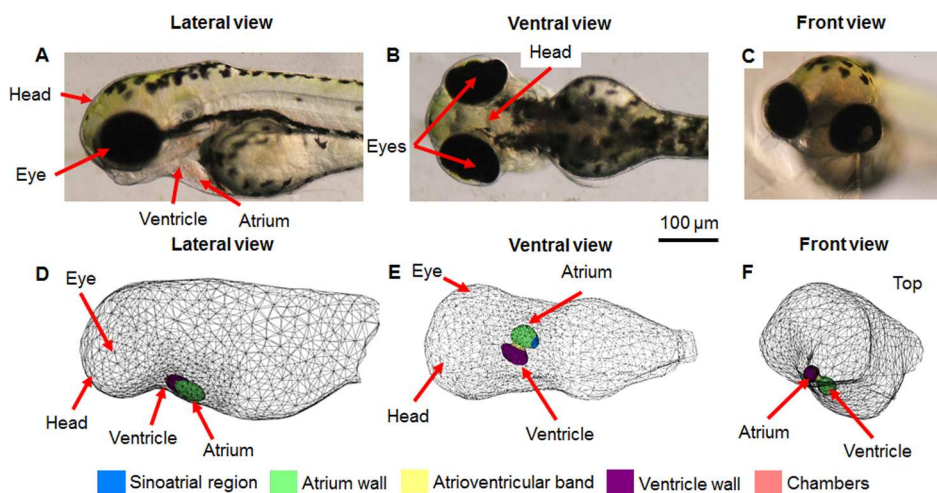 Lateral view
Ventral view
Front view
A
B
C
Head
Head
Eye
Eyes
Ventricle
Atrium
100 µm
Lateral view
Ventral view
Front view
D
E
F
Eye
Eye
Atrium
Top
Head
Head
Ventricle
Atrium
Ventricle
Atrium
Ventricle
Sinoatrial region
Atrium wall
Atrioventricular band
Ventricle wall
Chambers